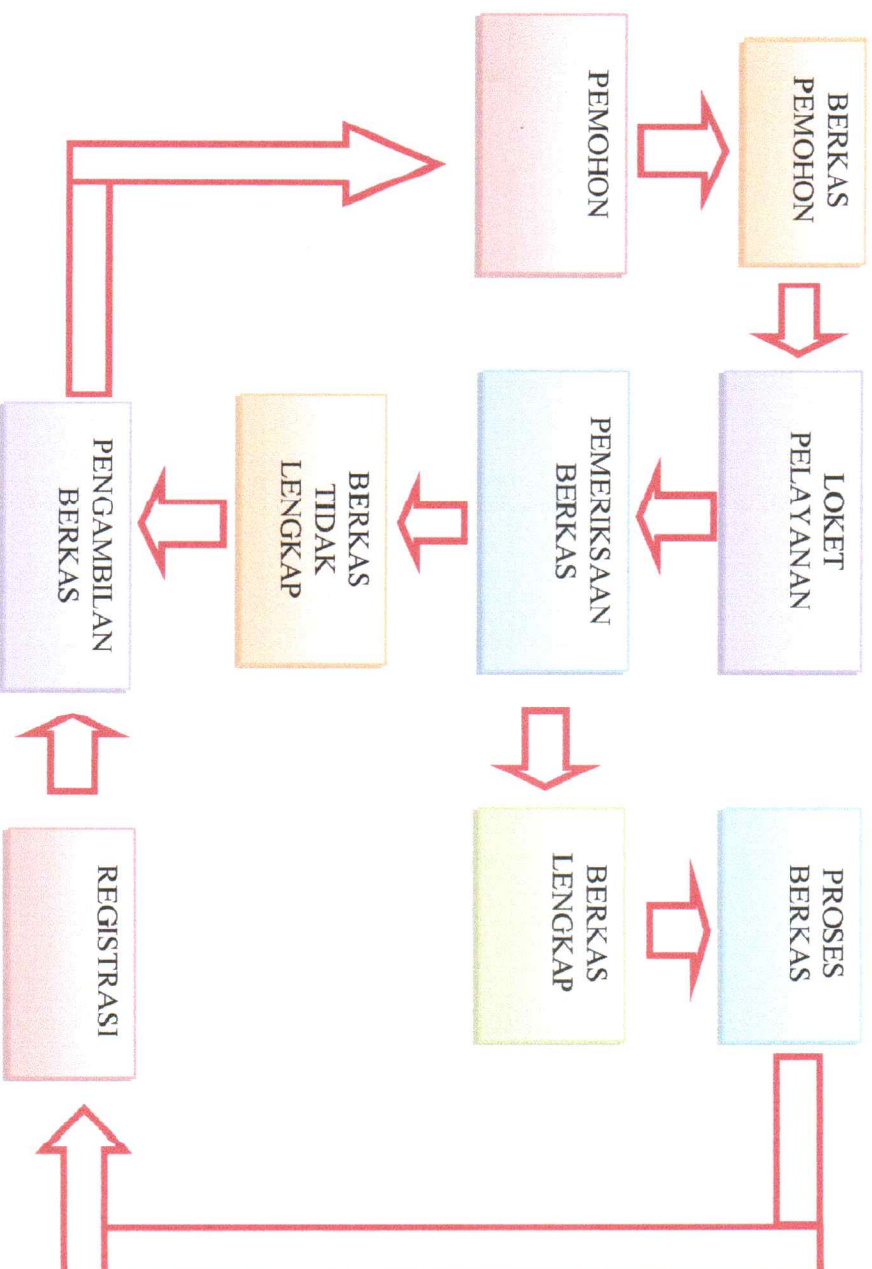 BERKAS
PEMOHON
LOKET
PELAYANAN
PROSES
BERKAS
PEMOHON
PEMERIKSAAN
BERKAS
BERKAS
LENGKAP
BERKAS
TIDAK
LENGKAP
PENGAMBILAN
BERKAS
REGISTRASI